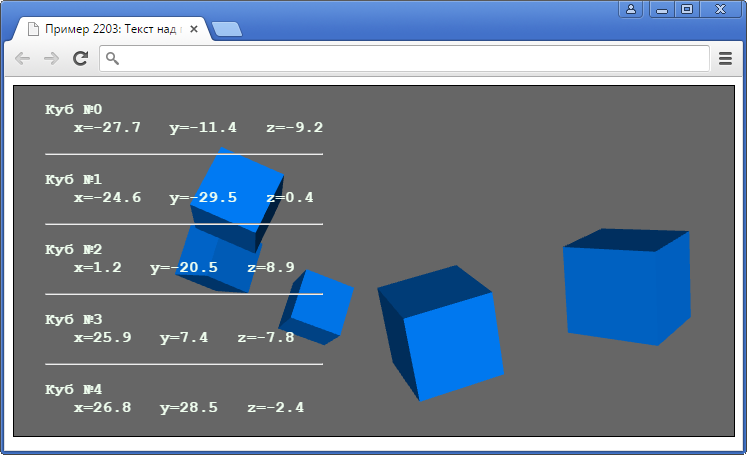 Пример 2203: Текст над
Куб №0
x=-27.7 y=-11.4 z=-9.2
Куб №1
x=-24.6 y=-29.5 z=0.4
Куб №2
x=1.2 y=-20.5 z=8.9
Куб №3
x=25.9 y=7.4 z=-7.8
Куб №4
x=26.8 y=28.5 z=-2.4